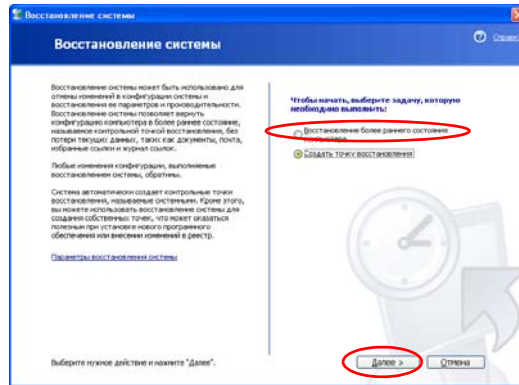 Восстановление системы
Восстановление системы
Справка
Восстановление системы может быть использовано для
отмены изменений в конфигурации системы и
восстановления ее параметров и производительности.
Восстановление системы позволяет вернуть
конфигурацию компьютера в более раннее состояние,
называемое контрольной точкой восстановления, без
потери текущих данных, таких как документы, почта,
избранные ссылки и журнал ссылок.
Любые изменения конфигурации, выполняемые
восстановлением системы, обратимы.
Система автоматически создает контрольные точки
восстановления, называемые системными. Кроме этого,
вы можете использовать восстановление системы для
создания собственных точек, что может оказаться
полезным при установке нового программного
обеспечения или внесении изменений в реестр.
Параметры восстановления системы
Чтобы начать, выберите задачу, которую
необходимо выполнить:
Восстановление более раннего состояния
компьютера
Создать точку восстановления
Выберите нужное действие и нажмите "Далее".
Далее >
Отмена